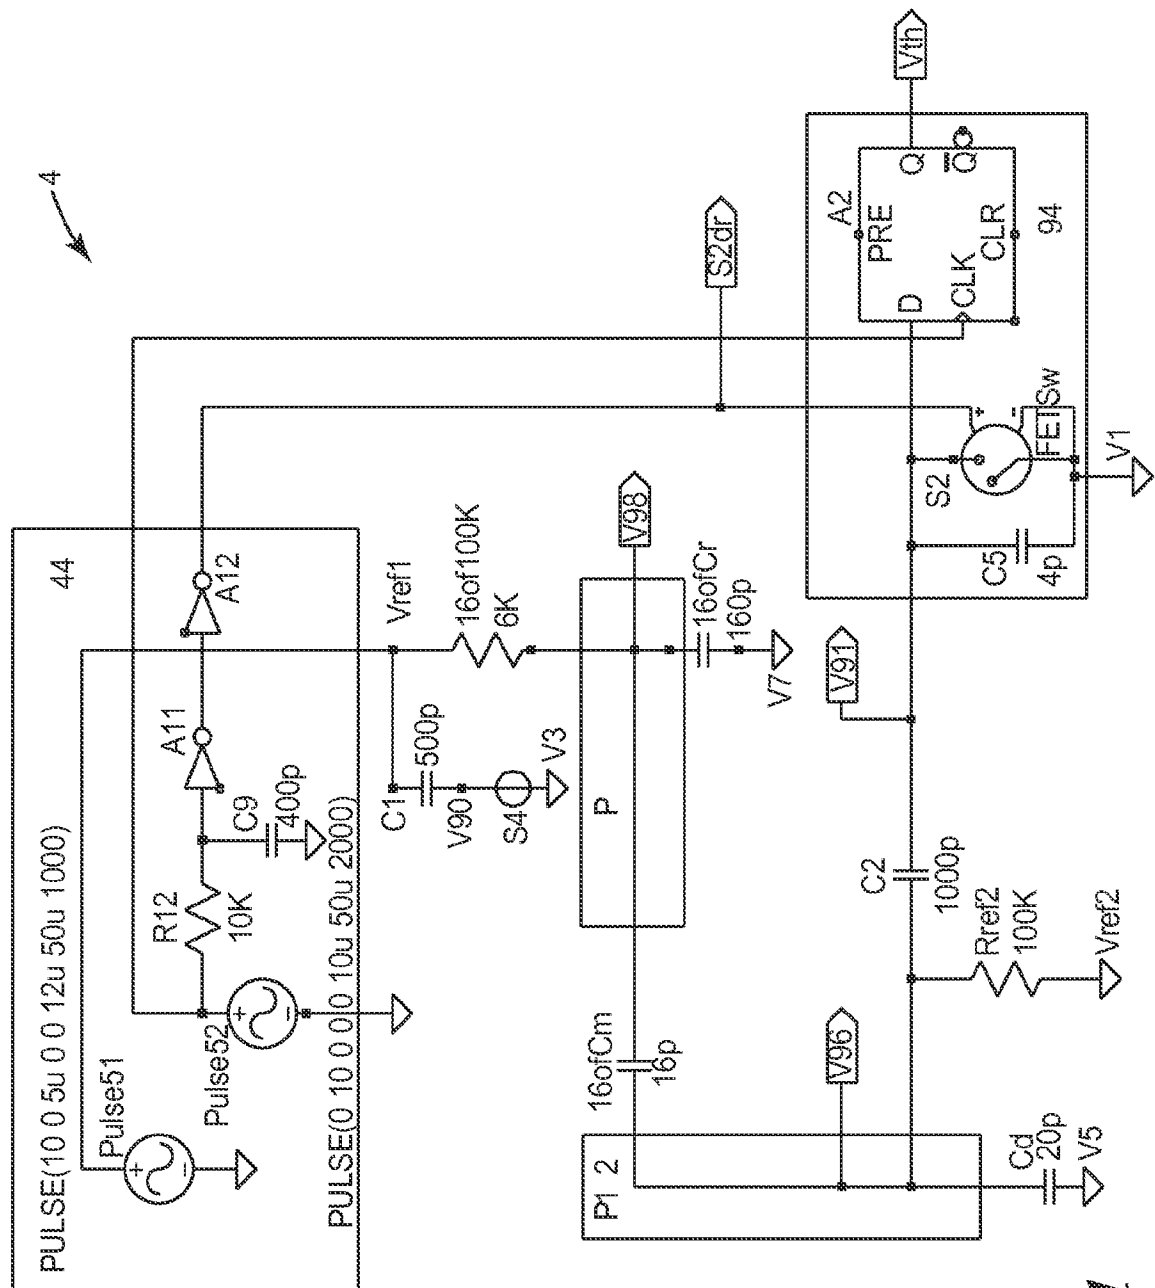 4
44
PULSE(10 0 5u 0 0 12u 50u 1000)
Pulse51
+
−
Pulse52
+
−
PULSE(0 10 0 0 0 10u 50u 2000)
R12
10K
C9
400p
A11
A12
Vref1
16of100K
6K
C1
500p
V90
S4
V3
S2dr
V98
P
16ofCr
160p
V7
16ofCm
16p
P1 2
V96
Cd
20p
V5
Rref2
100K
Vref2
C2
1000p
V91
C5
4p
S2
+
−
FETSw
V1
A2
PRE
D
Q
Q
CLK
CLR
94
Vth